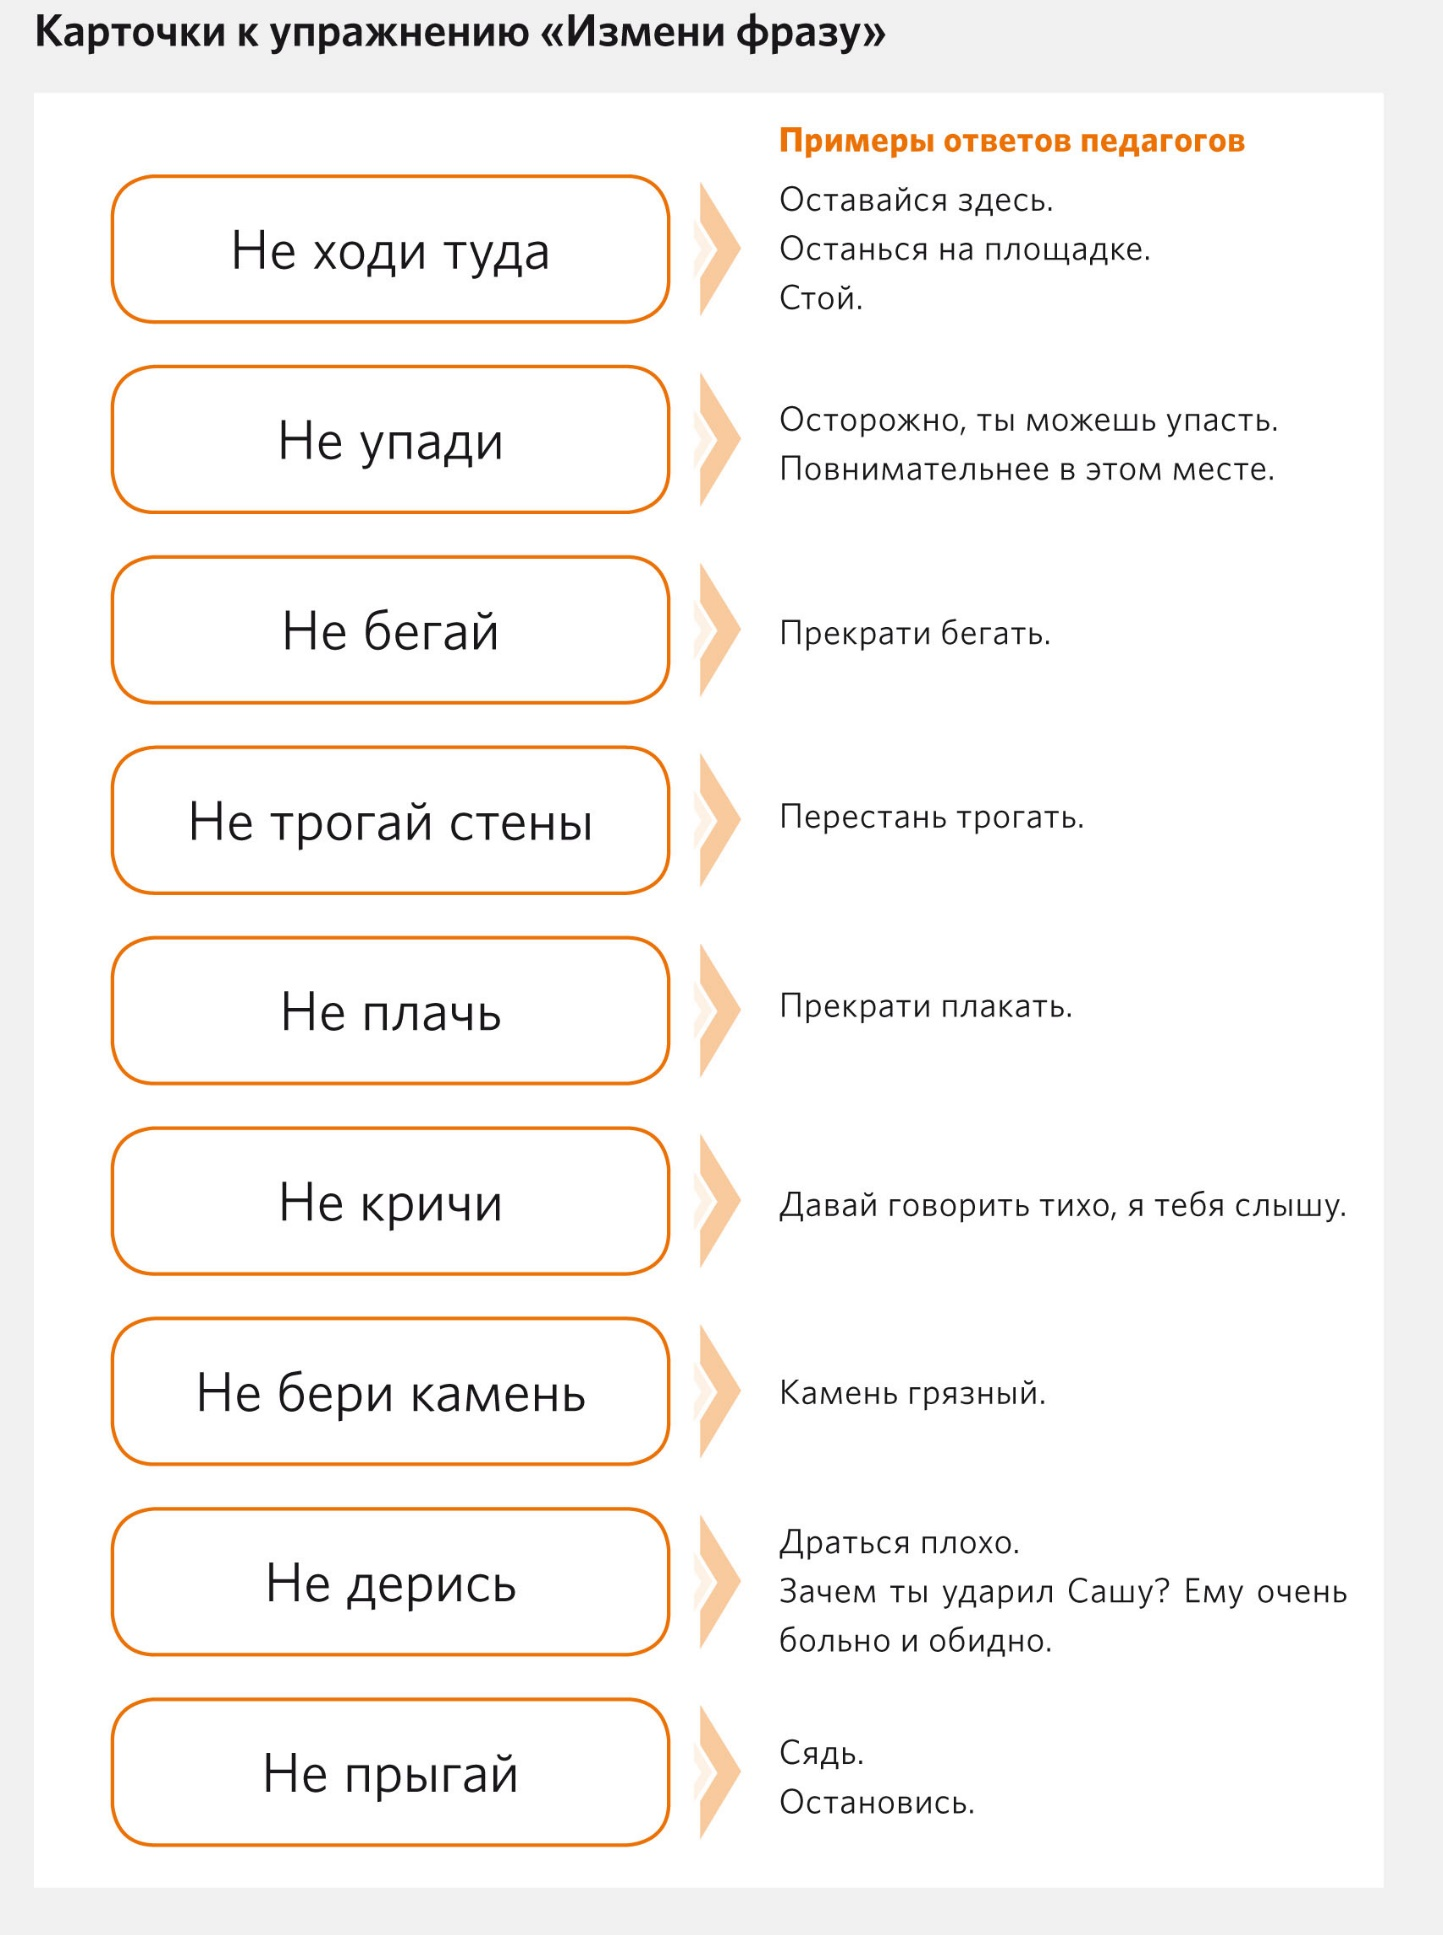 Карточки к упражнению «Измени фразу»
Примеры ответов педагогов
Не ходи туда
Оставайся здесь.
Останься на площадке.
Стой.
Не упади
Осторожно, ты можешь упасть.
Повнимательнее в этом месте.
Не бегай
Прекрати бегать.
Не трогай стены
Перестань трогать.
Не плачь
Прекрати плакать.
Не кричи
Давай говорить тихо, я тебя слышу.
Не бери камень
Камень грязный.
Не дерись
Драться плохо.
Зачем ты ударил Сашу? Ему очень
больно и обидно.
Не прыгай
Сядь.
Остановись.